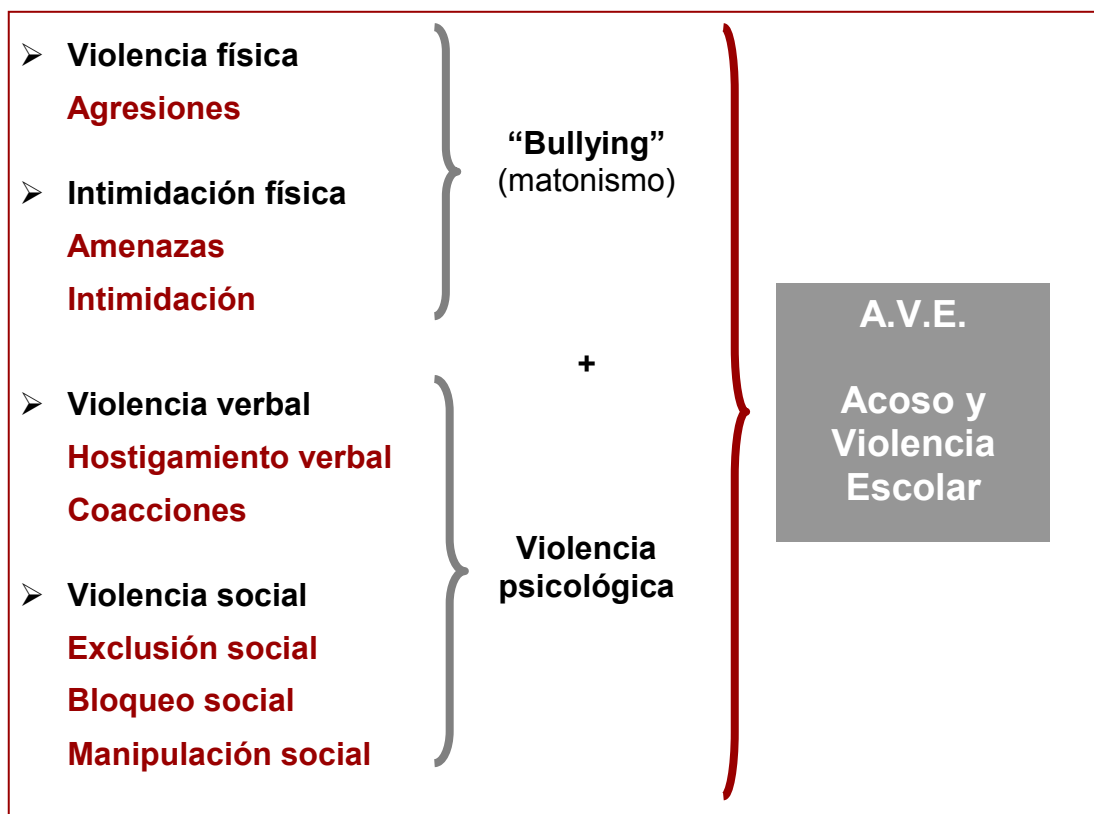 ➢ Violencia física
Agresiones
➢ Intimidación física
Amenazas
Intimidación
➢ Violencia verbal
Hostigamiento verbal
Coacciones
➢ Violencia social
Exclusión social
Bloqueo social
Manipulación social
“Bullying”
(matonismo)
+
Violencia
psicológica
A.V.E.
Acoso y
Violencia
Escolar